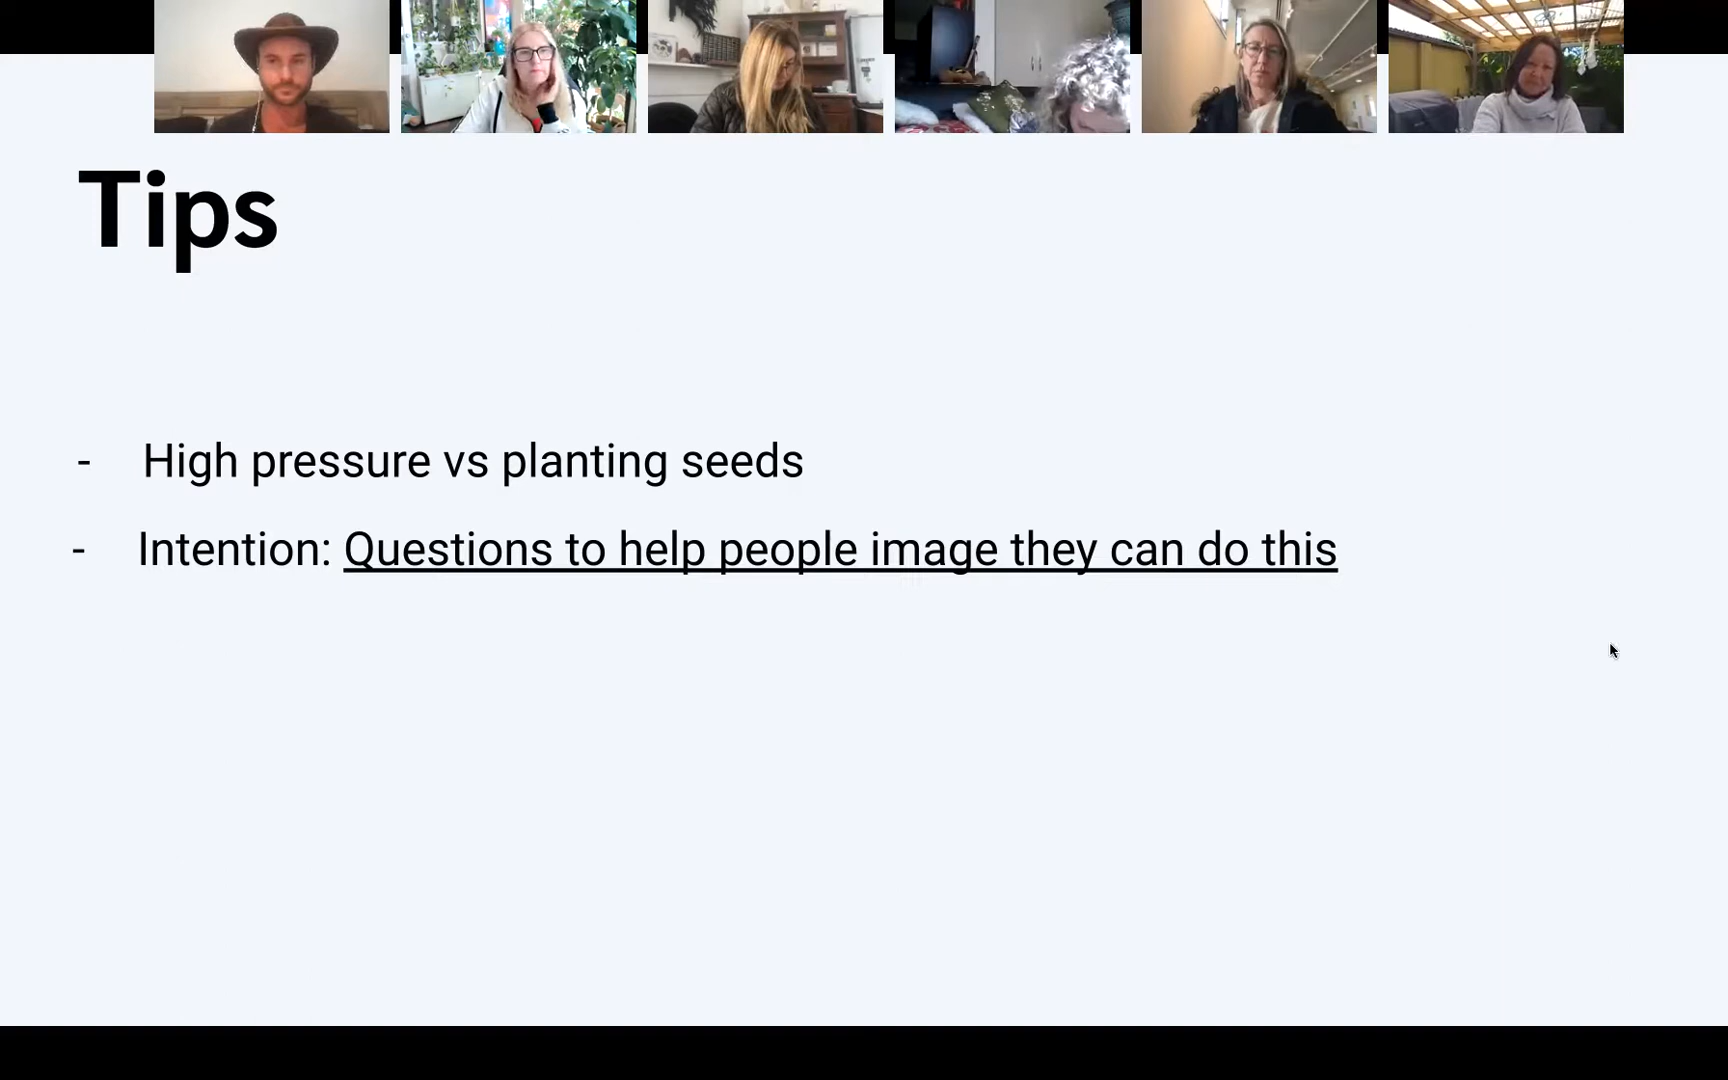 Tips
- High pressure vs planting seeds
- Intention: Questions to help people image they can do this